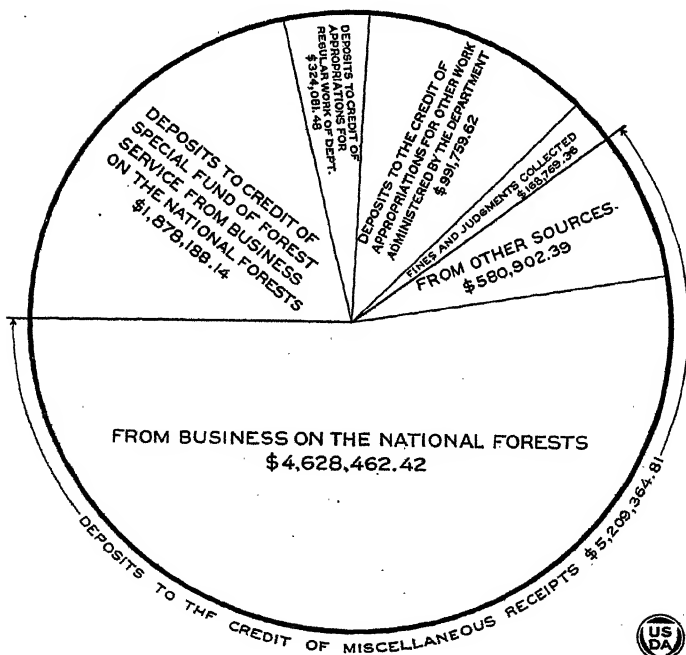 DEPOSITS TO CREDIT OF
SPECIAL FUND OF FOREST
SERVICE FROM BUSINESS
ON THE NATIONAL FORESTS
$1,878,188.14
DEPOSITS TO CREDIT OF
APPROPRIATIONS FOR
REGULAR WORK OF DEPT.
$324,081.48
DEPOSITS TO THE CREDIT OF
APPROPRIATIONS FOR OTHER WORK
ADMINISTERED BY THE DEPARTMENT
$991,759.62
FINES AND JUDGMENTS COLLECTED
$188,769.36
FROM OTHER SOURCES.
$580,902.39
FROM BUSINESS ON THE NATIONAL FORESTS
$4,628,462.42
DEPOSITS TO THE CREDIT OF MISCELLANEOUS RECEIPTS $5,209,364.81
US
DA